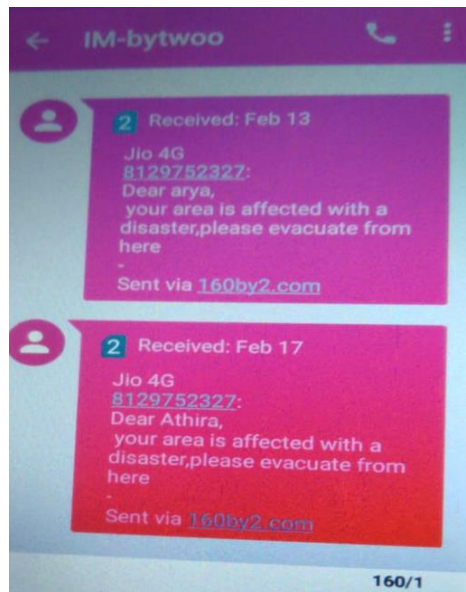 IM-bytwoo
2 Received: Feb 13
Jio 4G
8129752327:
Dear arya,
your area is affected with a
disaster,please evacuate from
here
-
Sent via 160by2.com
2 Received: Feb 17
Jio 4G
8129752327:
Dear Athira,
your area is affected with a
disaster,please evacuate from
here
-
Sent via 160by2.com
160/1